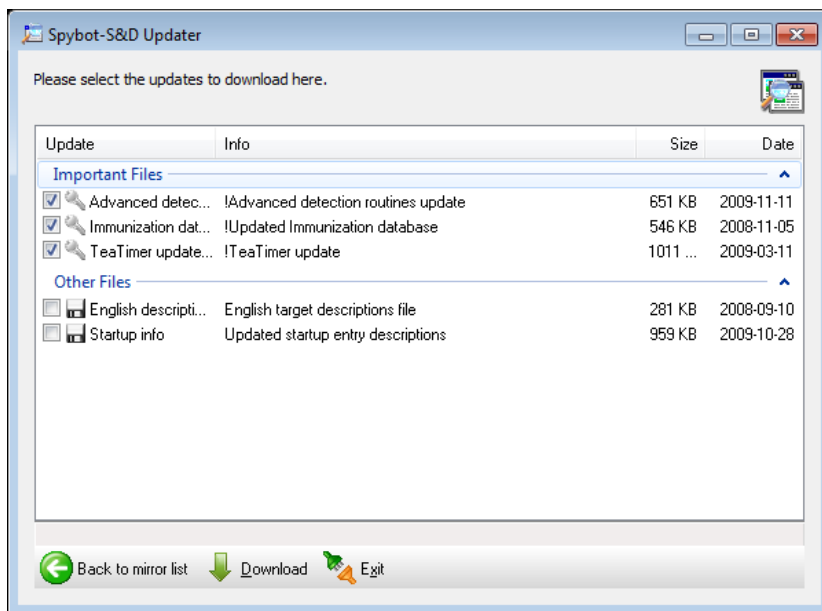 Spybot-S&D Updater
Please select the updates to download here.
Update Info Size Date
Important Files
Advanced detec... !Advanced detection routines update 651 KB 2009-11-11
Immunization dat... !Updated Immunization database 546 KB 2008-11-05
TeaTimer update... !TeaTimer update 1011 ... 2009-03-11
Other Files
English descripti... English target descriptions file 281 KB 2008-09-10
Startup info Updated startup entry descriptions 959 KB 2009-10-28
Back to mirror list Download Exit